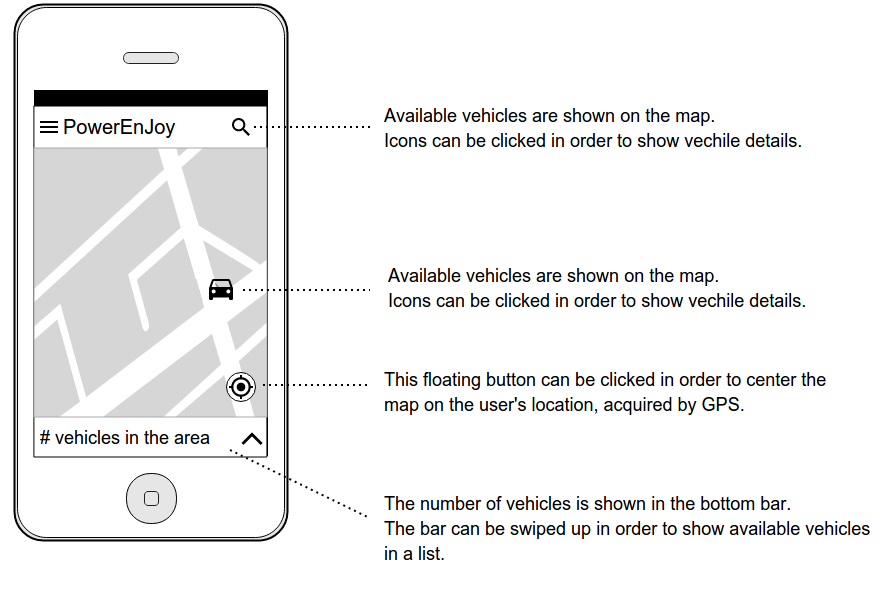 PowerEnJoy
Available vehicles are shown on the map.
Icons can be clicked in order to show vechile details.
Available vehicles are shown on the map.
Icons can be clicked in order to show vechile details.
This floating button can be clicked in order to center the
map on the user's location, acquired by GPS.
# vehicles in the area
The number of vehicles is shown in the bottom bar.
The bar can be swiped up in order to show available vehicles
in a list.